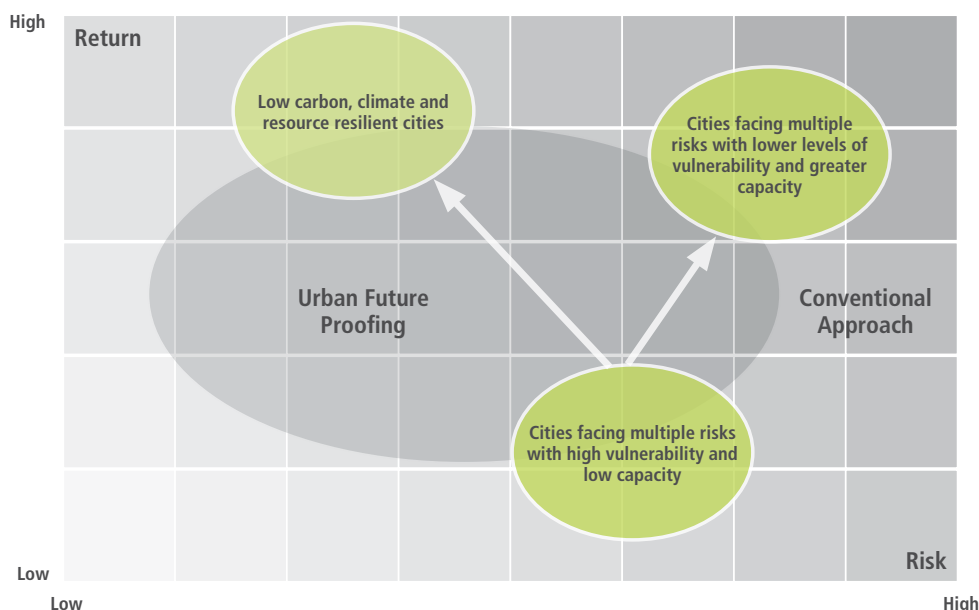 High
Return
Low carbon, climate and
resource resilient cities
Cities facing multiple
risks with lower levels of
vulnerability and greater
capacity
Urban Future
Proofing
Conventional
Approach
Cities facing multiple risks
with high vulnerability and
low capacity
Low
Risk
Low
High